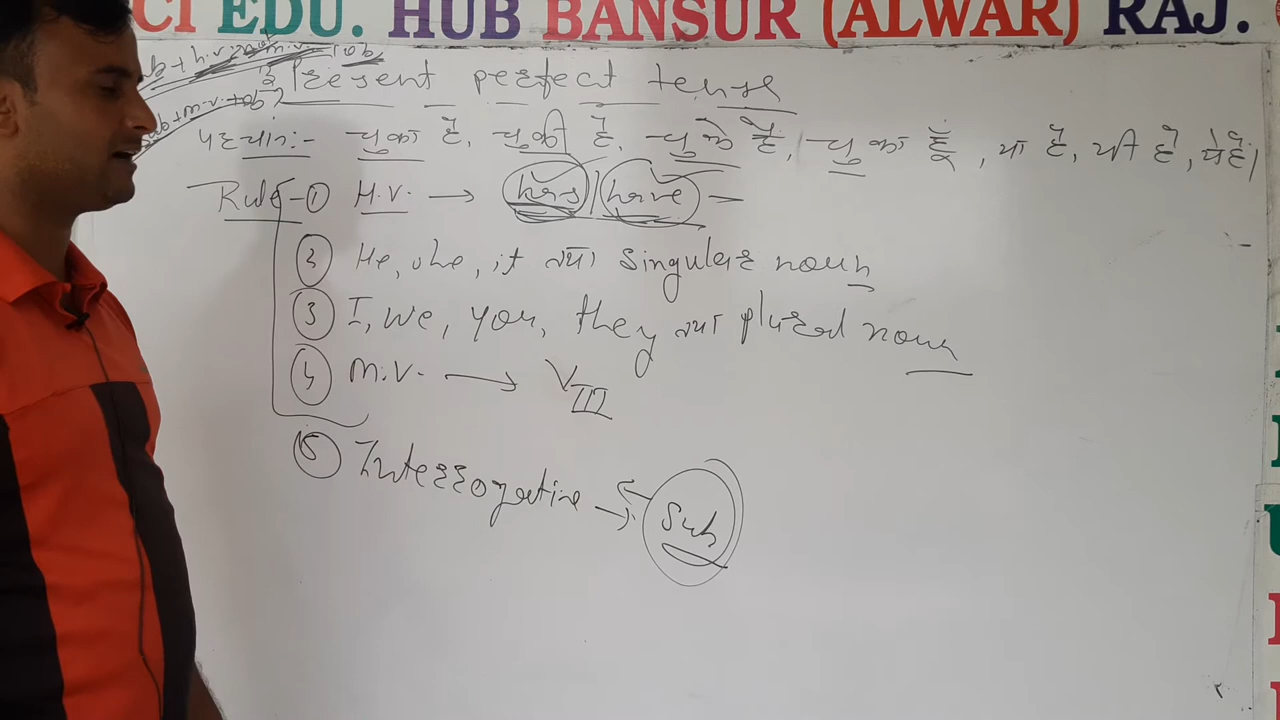 CI EDU. HUB BANSUR (ALWAR) RAJ.
Present perfect tense
पहचान:- चुका है, चुकी है, चुके है, चुका हूँ, या है, यी है, ये है।
Rule-① H.V. → has/have
② He, she, it तथा singular noun
③ I, we, you, they तथा plural noun
④ M.V. → VIII
⑤ Interrogative → Sub